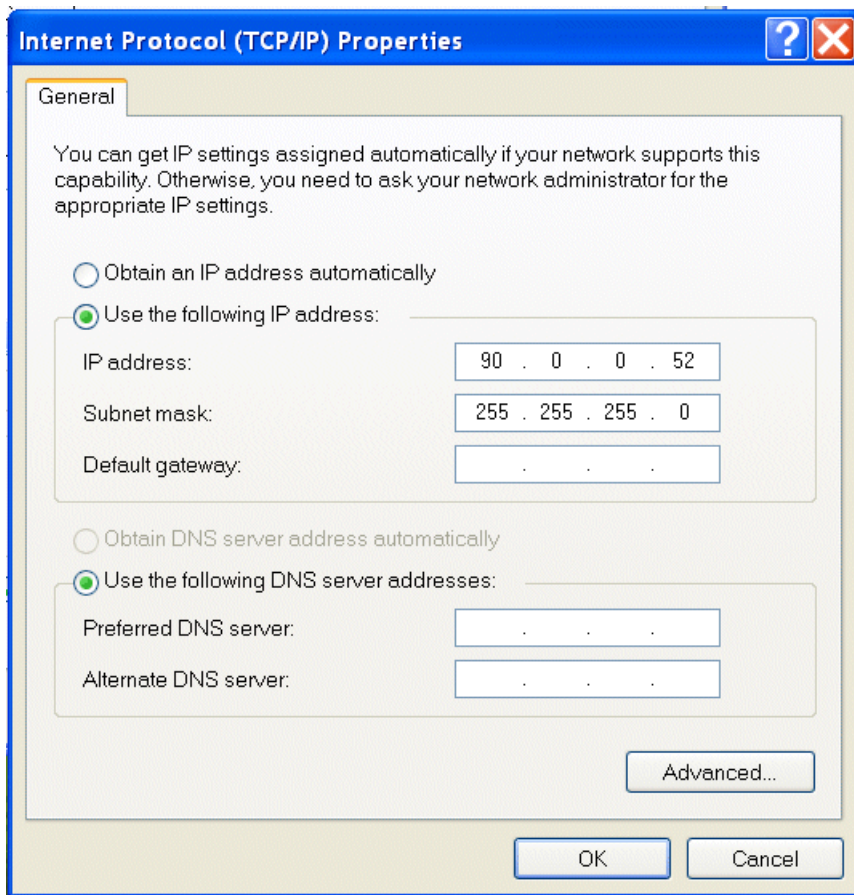 Internet Protocol (TCP/IP) Properties
General
You can get IP settings assigned automatically if your network supports this
capability. Otherwise, you need to ask your network administrator for the
appropriate IP settings.
Obtain an IP address automatically
Use the following IP address:
IP address: 90 . 0 . 0 . 52
Subnet mask: 255 . 255 . 255 . 0
Default gateway: . . .
Obtain DNS server address automatically
Use the following DNS server addresses:
Preferred DNS server: . . .
Alternate DNS server: . . .
Advanced...
OK Cancel